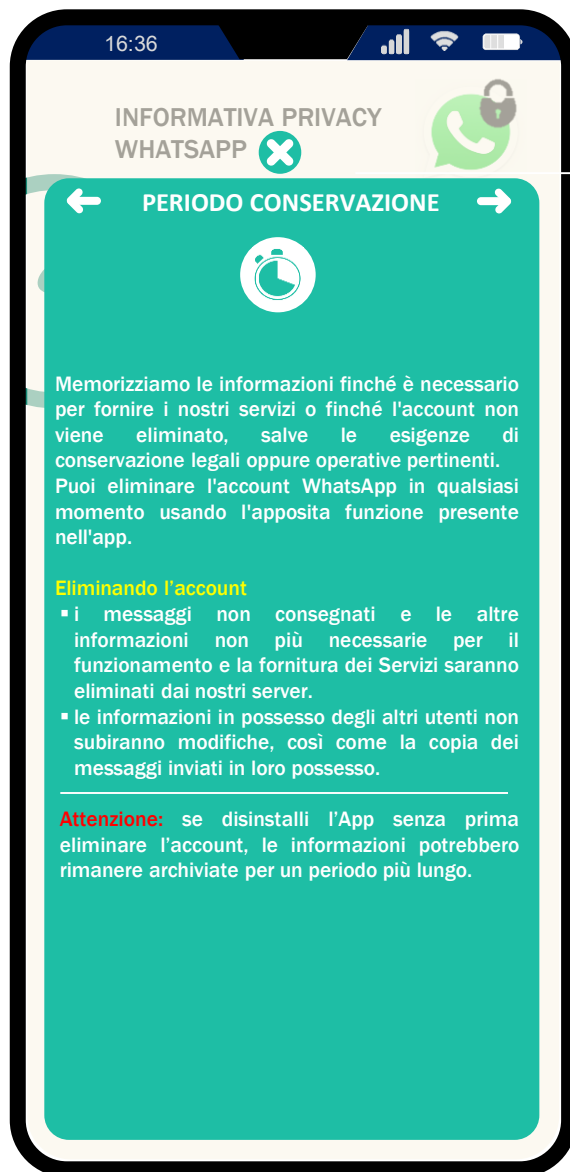 16:36
INFORMATIVA PRIVACY
WHATSAPP
PERIODO CONSERVAZIONE
Memorizziamo le informazioni finché è necessario
per fornire i nostri servizi o finché l'account non
viene eliminato, salve le esigenze di
conservazione legali oppure operative pertinenti.
Puoi eliminare l'account WhatsApp in qualsiasi
momento usando l'apposita funzione presente
nell'app.
Eliminando l’account
▪ i messaggi non consegnati e le altre
informazioni non più necessarie per il
funzionamento e la fornitura dei Servizi saranno
eliminati dai nostri server.
▪ le informazioni in possesso degli altri utenti non
subiranno modifiche, così come la copia dei
messaggi inviati in loro possesso.
Attenzione: se disinstalli l’App senza prima
eliminare l’account, le informazioni potrebbero
rimanere archiviate per un periodo più lungo.